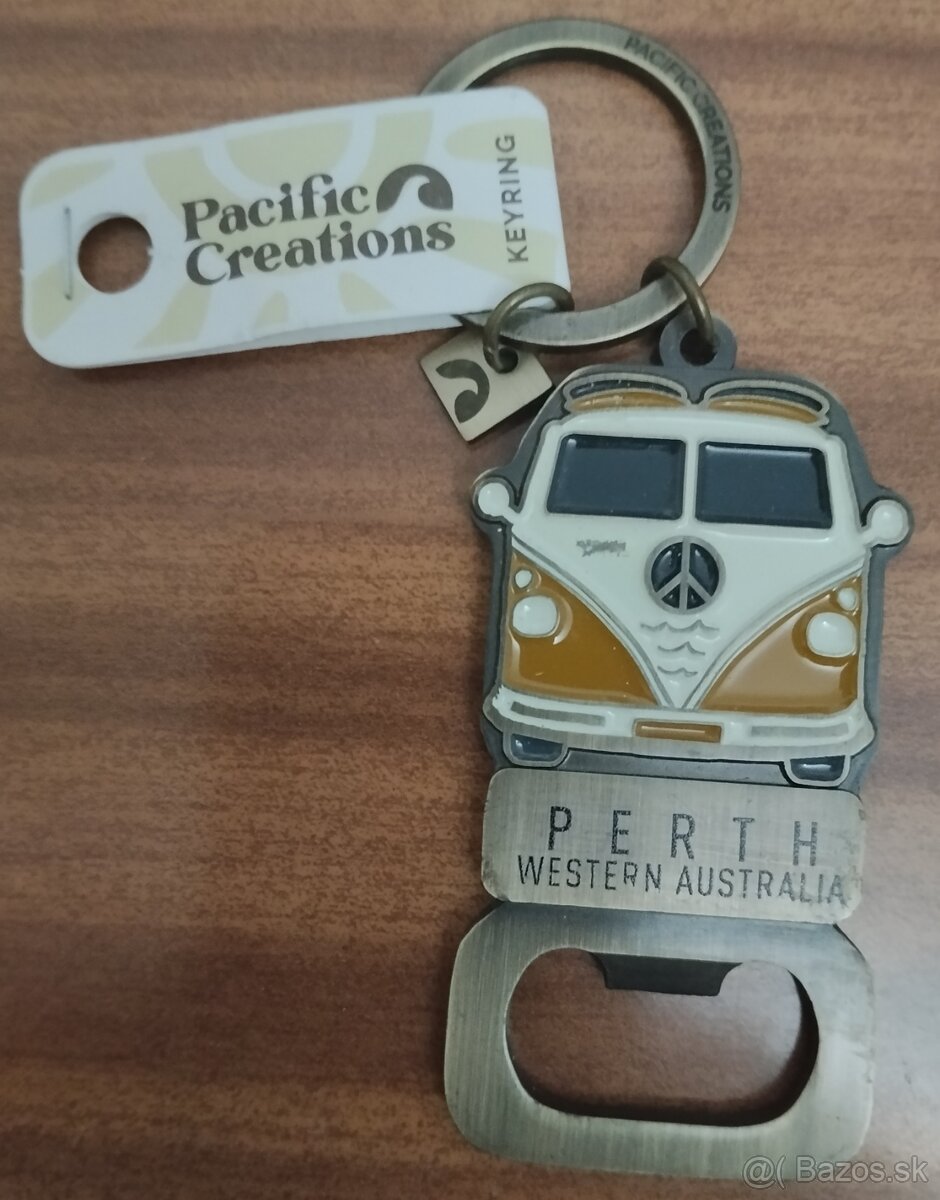 PACIFIC CREATIONS
Pacific
Creations
KEYRING
PERTH
WESTERN AUSTRALIA
@( Bazos.sk